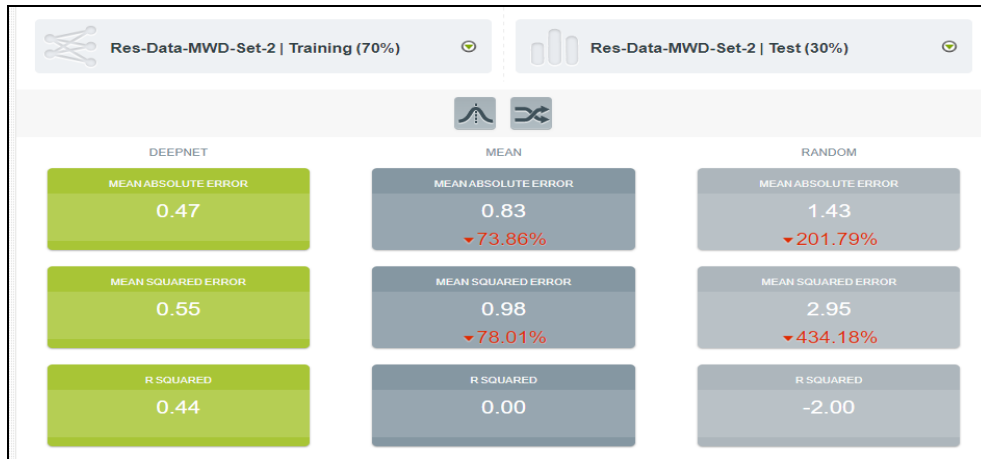 Res-Data-MWD-Set-2 | Training (70%)
Res-Data-MWD-Set-2 | Test (30%)
DEEPNET
MEAN
RANDOM
MEAN ABSOLUTE ERROR
0.47
MEAN ABSOLUTE ERROR
0.83
73.86%
MEAN ABSOLUTE ERROR
1.43
201.79%
MEAN SQUARED ERROR
0.55
MEAN SQUARED ERROR
0.98
78.01%
MEAN SQUARED ERROR
2.95
434.18%
R SQUARED
0.44
R SQUARED
0.00
R SQUARED
-2.00